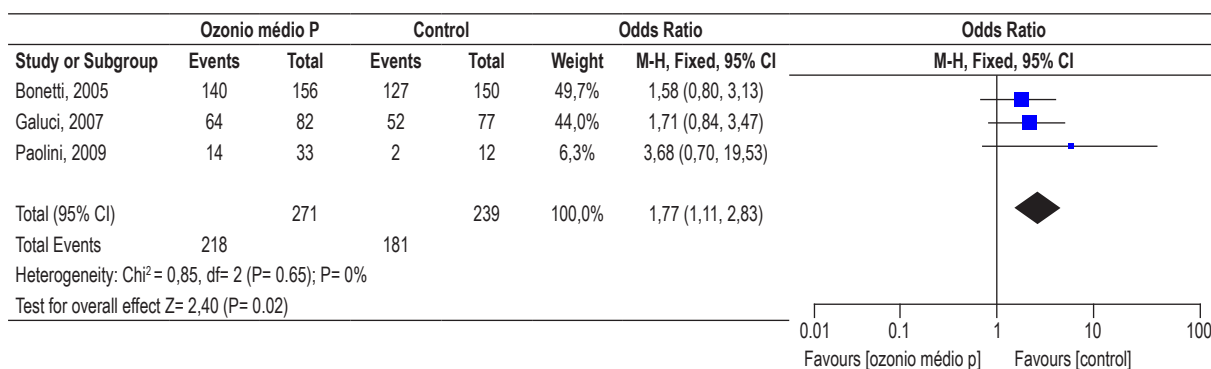 Ozonio médio P Control Odds Ratio Odds Ratio
Study or Subgroup Events Total Events Total Weight M-H, Fixed, 95% CI M-H, Fixed, 95% CI
Bonetti, 2005 140 156 127 150 49,7% 1,58 (0,80, 3,13)
Galuci, 2007 64 82 52 77 44,0% 1,71 (0,84, 3,47)
Paolini, 2009 14 33 2 12 6,3% 3,68 (0,70, 19,53)
Total (95% CI) 271 239 100,0% 1,77 (1,11, 2,83)
Total Events 218 181
Heterogeneity: Chi² = 0,85, df= 2 (P= 0.65); P= 0%
Test for overall effect Z= 2,40 (P= 0.02)
0.01 0.1 1 10 100
Favours [ozonio médio p] Favours [control]